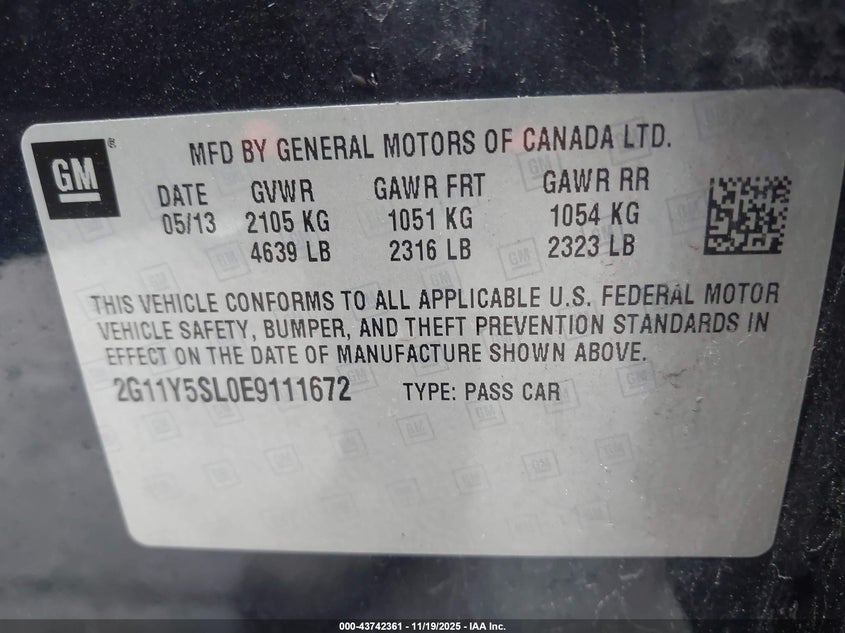 GM ®
MFD BY GENERAL MOTORS OF CANADA LTD.
DATE GVWR GAWR FRT GAWR RR
05/13 2105 KG 1051 KG 1054 KG
4639 LB 2316 LB 2323 LB
THIS VEHICLE CONFORMS TO ALL APPLICABLE U.S. FEDERAL MOTOR
VEHICLE SAFETY, BUMPER, AND THEFT PREVENTION STANDARDS IN
EFFECT ON THE DATE OF MANUFACTURE SHOWN ABOVE.
2G11Y5SL0E9111672 TYPE: PASS CAR
000-43742361 - 11/19/2025 - IAA Inc.